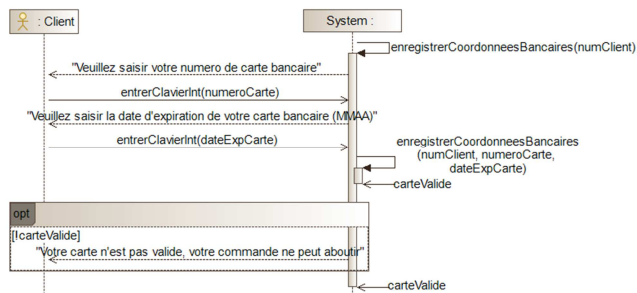 : Client
System :
enregistrerCoordonneesBancaires(numClient)
"Veuillez saisir votre numero de carte bancaire"
entrerClavierInt(numeroCarte)
"Veuillez saisir la date d'expiration de votre carte bancaire (MMAA)"
entrerClavierInt(dateExpCarte)
enregistrerCoordonneesBancaires
(numClient, numeroCarte,
dateExpCarte)
carteValide
opt
[!carteValide]
"Votre carte n'est pas valide, votre commande ne peut aboutir"
carteValide